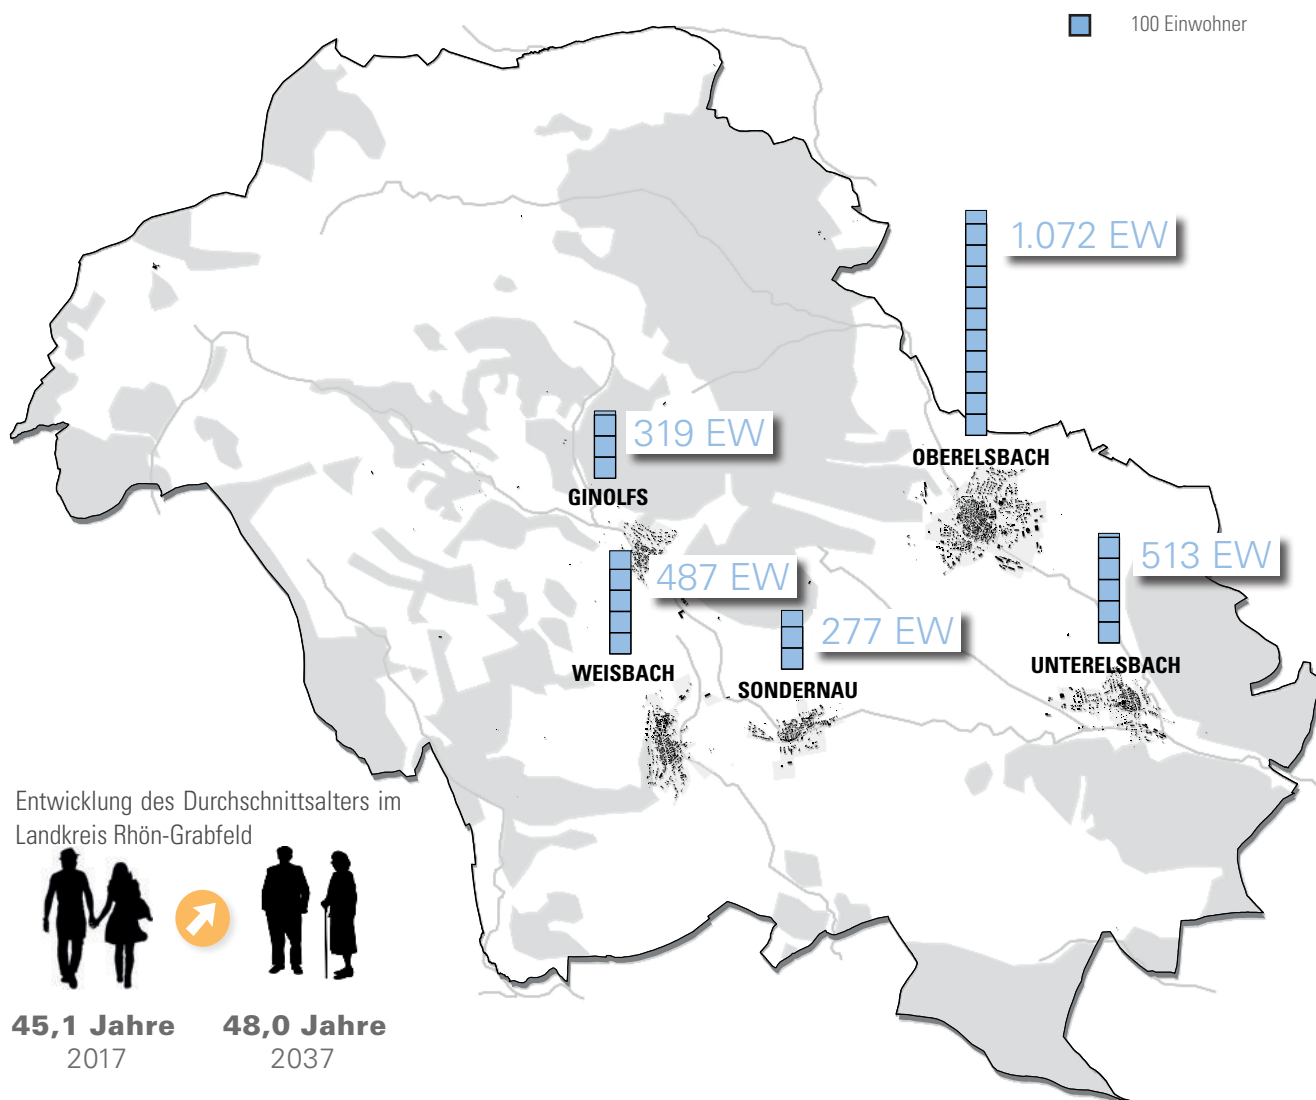 100 Einwohner
1.072 EW
OBERELSBACH
319 EW
GINOLFS
513 EW
UNTERELSBACH
487 EW
WEISBACH
277 EW
SONDERNAU
Entwicklung des Durchschnittsalters im
Landkreis Rhön-Grabfeld
45,1 Jahre
2017
48,0 Jahre
2037